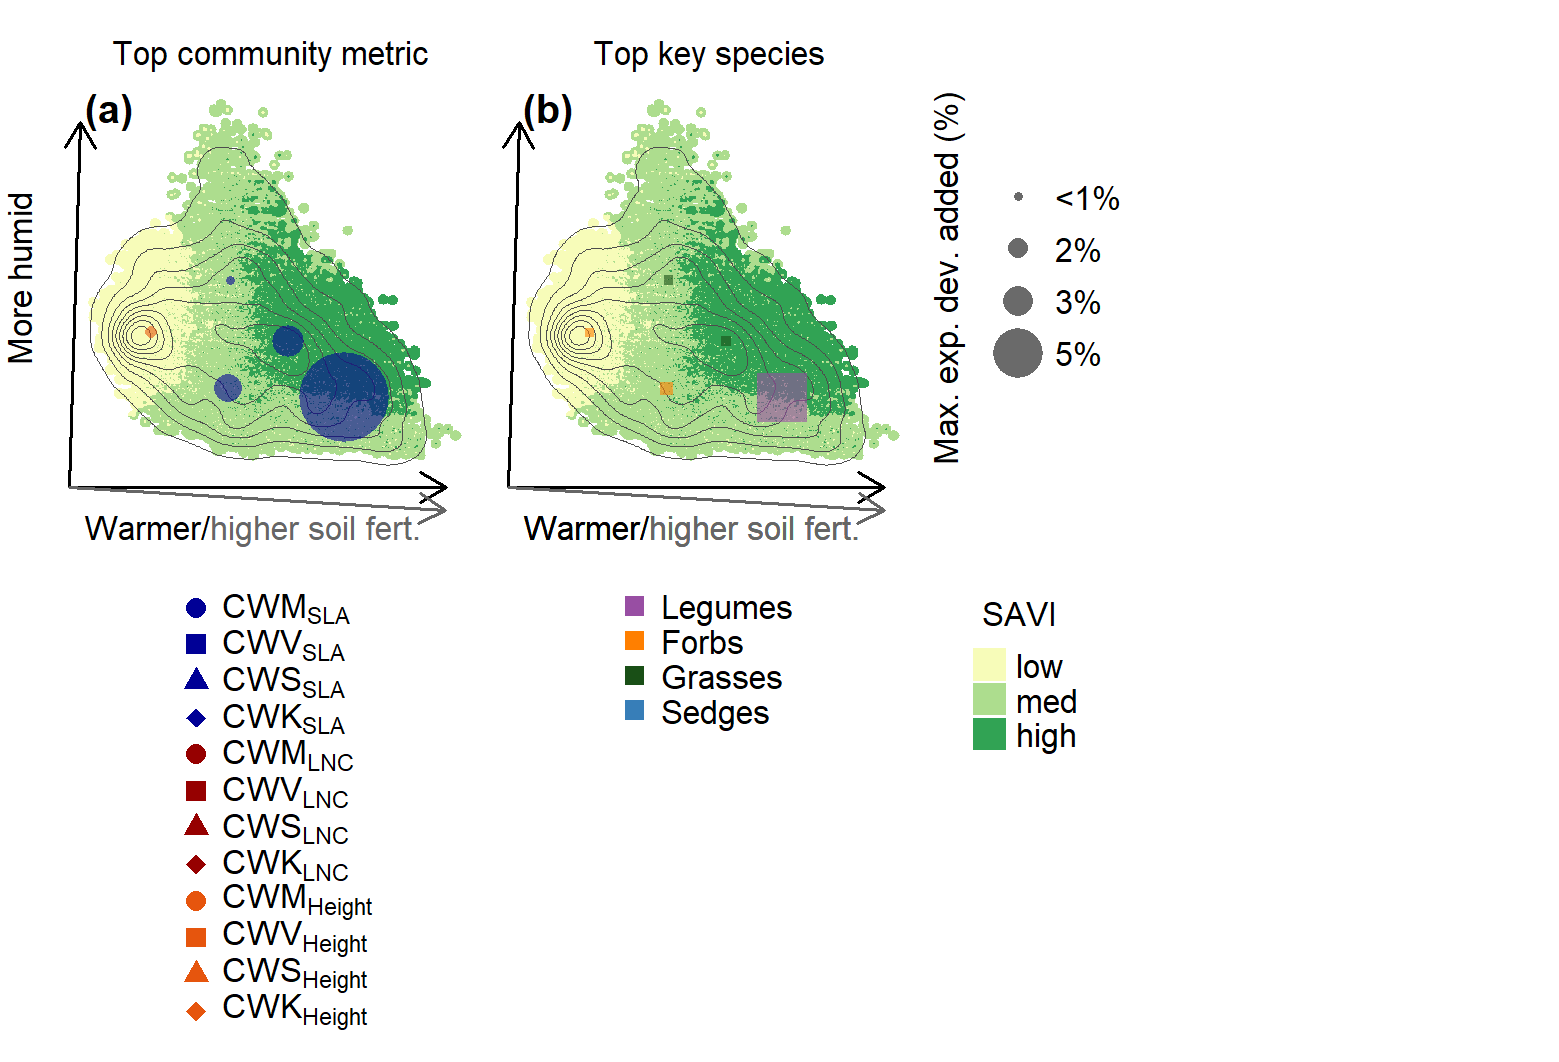 Top community metric
Top key species
(a)
(b)
More humid
Warmer/higher soil fert.
Warmer/higher soil fert.
Max. exp. dev. added (%)
<1%
2%
3%
5%
CWMSLA
CWVSLA
CWSSLA
CWKSLA
CWMLNC
CWVLNC
CWSLNC
CWKLNC
CWMHeight
CWVHeight
CWSHeight
CWKHeight
Legumes
Forbs
Grasses
Sedges
SAVI
low
med
high